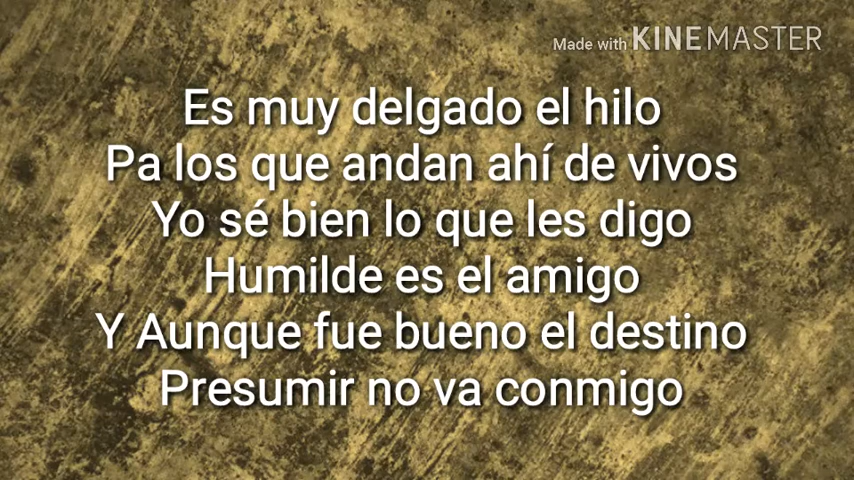 Made with KINEMASTER
Es muy delgado el hilo
Pa los que andan ahí de vivos
Yo sé bien lo que les digo
Humilde es el amigo
Y Aunque fue bueno el destino
Presumir no va conmigo